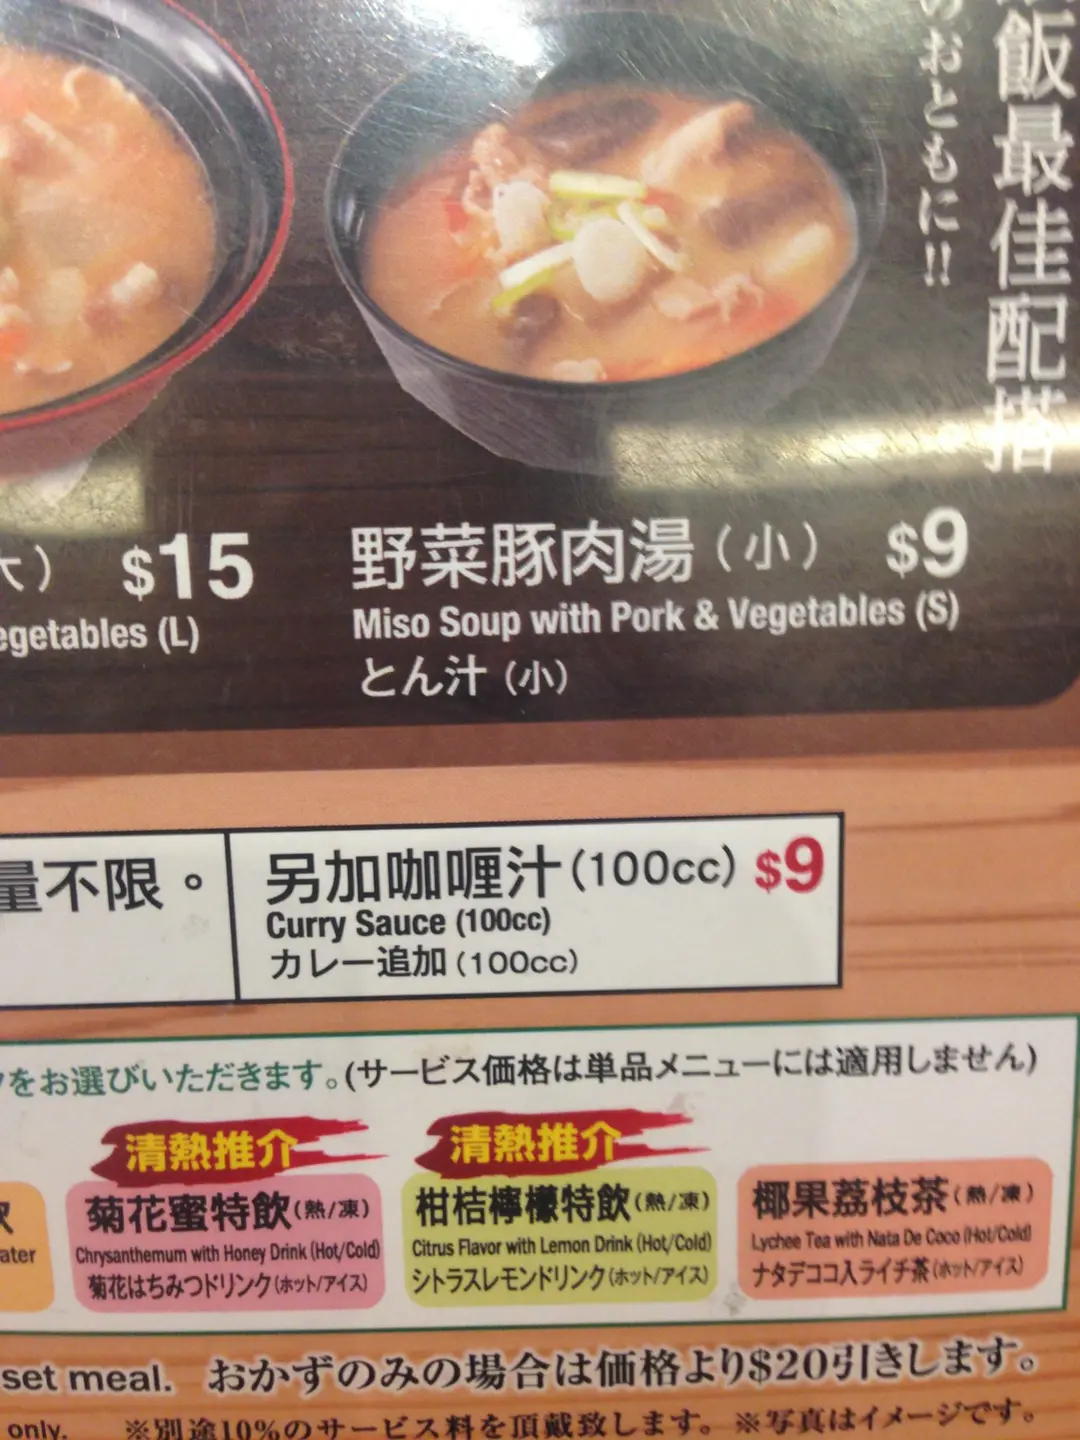 飯最佳配搭
のおともに!!
大） $15
egetables (L)
野菜豚肉湯（小） $9
Miso Soup with Pork & Vegetables (S)
とん汁（小）
量不限。
另加咖喱汁(100cc) $9
Curry Sauce (100cc)
カレー追加(100cc)
をお選びいただきます。(サービス価格は単品メニューには適用しません)
清熱推介
清熱推介
ater
菊花蜜特飲(熱/凍)
Chrysanthemum with Honey Drink (Hot/Cold)
菊花はちみつドリンク(ホット/アイス)
柑桔檸檬特飲(熱/凍)
Citrus Flavor with Lemon Drink (Hot/Cold)
シトラスレモンドリンク(ホット/アイス)
椰果荔枝茶(熱/凍)
Lychee Tea with Nata De Coco (Hot/Cold)
ナタデココ入ライチ茶(ホット/アイス)
set meal. おかずのみの場合は価格より$20引きします。
only. ※別途10%のサービス料を頂戴致します。※写真はイメージです。